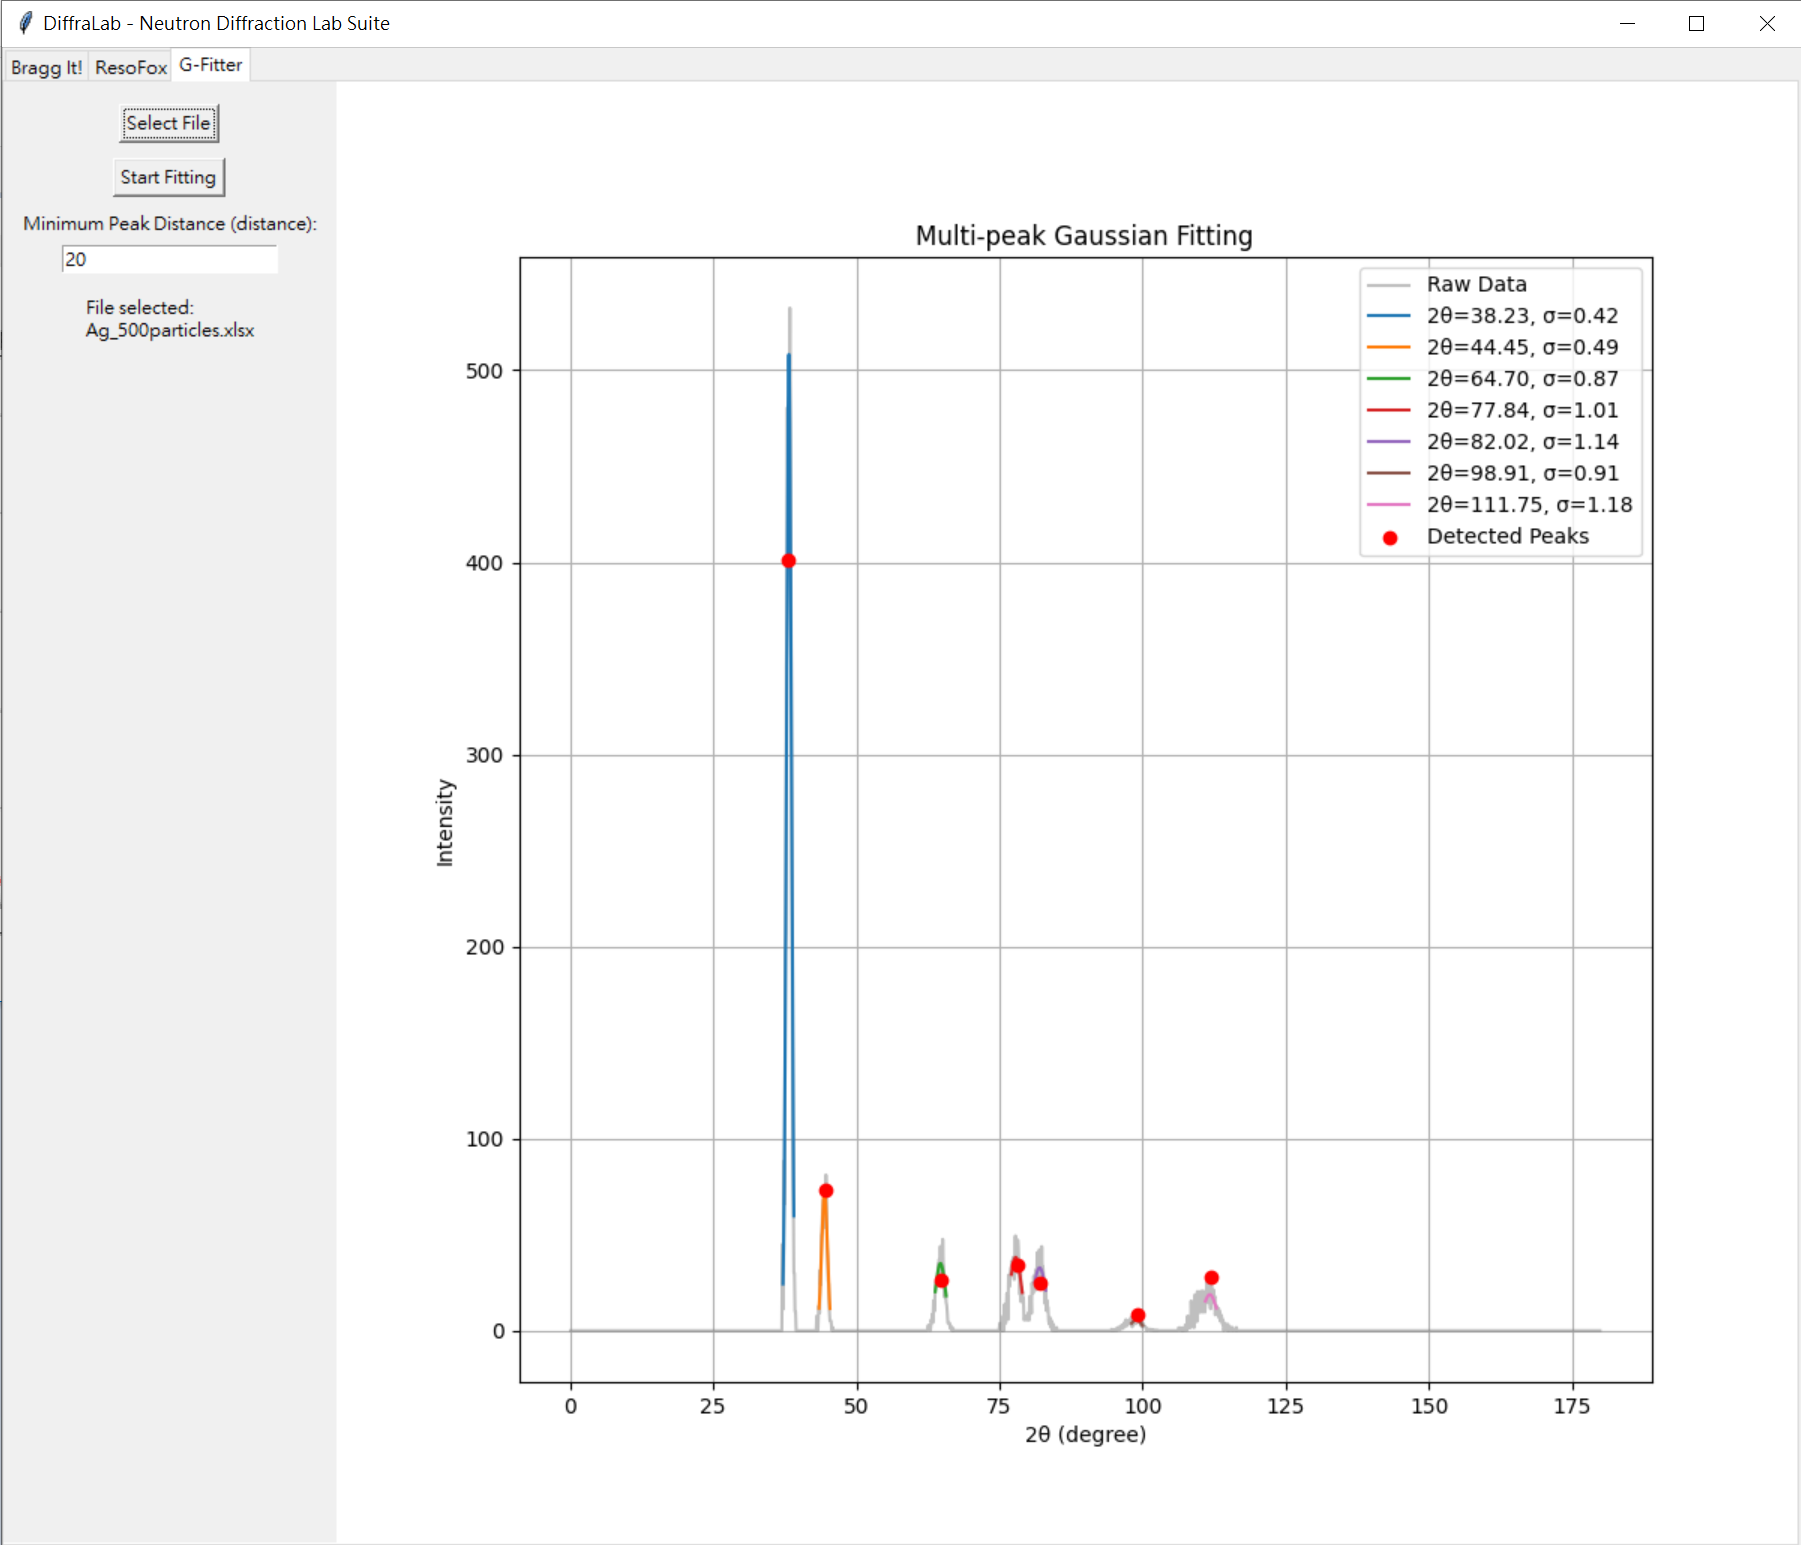 DiffraLab - Neutron Diffraction Lab Suite
Bragg It! ResoFox G-Fitter
Select File
Start Fitting
Minimum Peak Distance (distance):
20
File selected:
Ag_500particles.xlsx
Multi-peak Gaussian Fitting
Raw Data
2θ=38.23, σ=0.42
2θ=44.45, σ=0.49
2θ=64.70, σ=0.87
2θ=77.84, σ=1.01
2θ=82.02, σ=1.14
2θ=98.91, σ=0.91
2θ=111.75, σ=1.18
Detected Peaks
500
400
300
200
100
0
Intensity
0 25 50 75 100 125 150 175
2θ (degree)